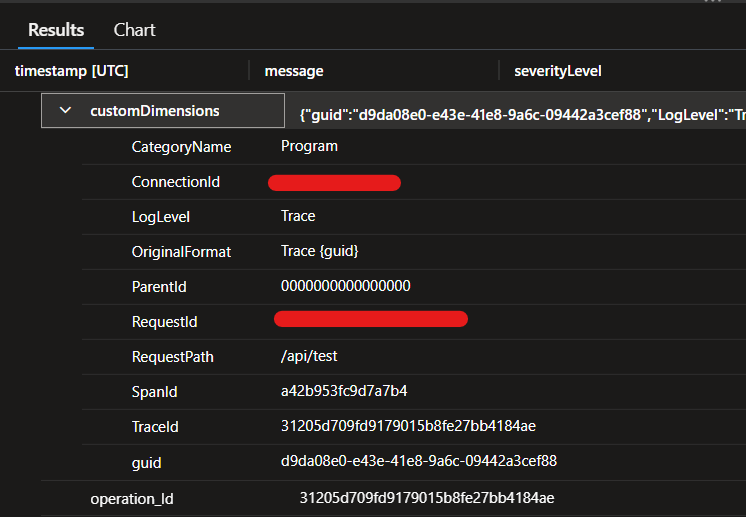 Results Chart
timestamp [UTC] message severityLevel
customDimensions {"guid":"d9da08e0-e43e-41e8-9a6c-09442a3cef88","LogLevel":"Tr
CategoryName Program
ConnectionId
LogLevel Trace
OriginalFormat Trace {guid}
ParentId 0000000000000000
RequestId
RequestPath /api/test
SpanId a42b953fc9d7a7b4
TraceId 31205d709fd9179015b8fe27bb4184ae
guid d9da08e0-e43e-41e8-9a6c-09442a3cef88
operation_Id 31205d709fd9179015b8fe27bb4184ae